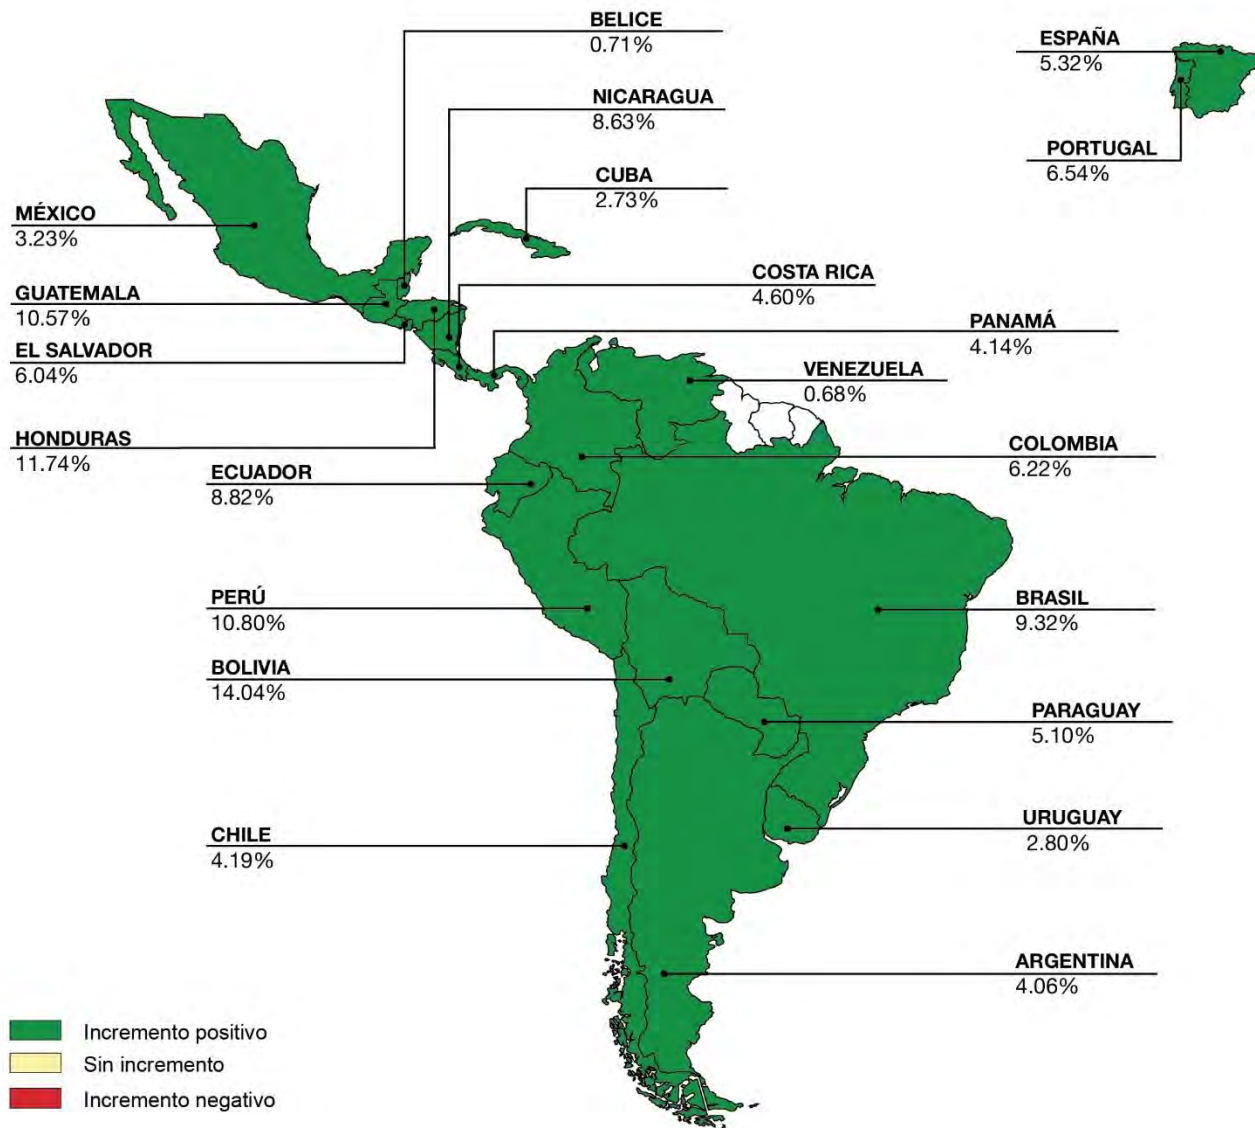 BELICE
0.71%
ESPAÑA
5.32%
NICARAGUA
8.63%
PORTUGAL
6.54%
CUBA
2.73%
MÉXICO
3.23%
COSTA RICA
4.60%
GUATEMALA
10.57%
PANAMÁ
4.14%
EL SALVADOR
6.04%
VENEZUELA
0.68%
HONDURAS
11.74%
COLOMBIA
6.22%
ECUADOR
8.82%
PERÚ
10.80%
BRASIL
9.32%
BOLIVIA
14.04%
PARAGUAY
5.10%
CHILE
4.19%
URUGUAY
2.80%
ARGENTINA
4.06%
Incremento positivo
Sin incremento
Incremento negativo